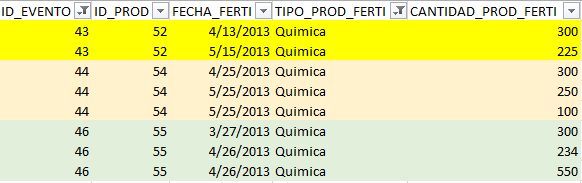 ID_EVENTO ID_PROD FECHA_FERTI TIPO_PROD_FERTI CANTIDAD_PROD_FERTI
43 52 4/13/2013 Quimica 300
43 52 5/15/2013 Quimica 225
44 54 4/25/2013 Quimica 300
44 54 5/25/2013 Quimica 250
44 54 5/25/2013 Quimica 100
46 55 3/27/2013 Quimica 300
46 55 4/26/2013 Quimica 234
46 55 4/26/2013 Quimica 550